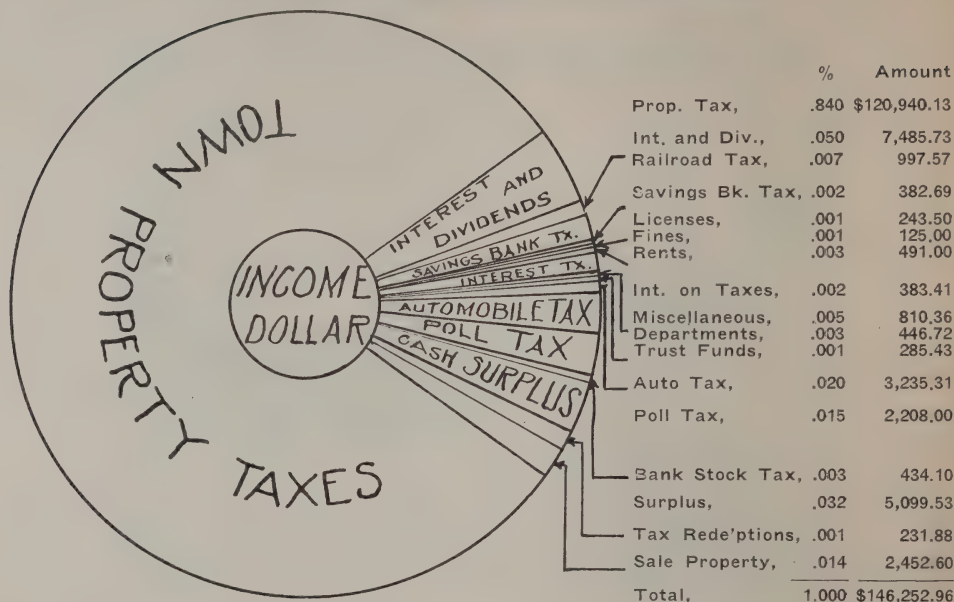 TOWN PROPERTY TAXES
INCOME
DOLLAR
INTEREST AND
DIVIDENDS
SAVINGS BANK TX.
INTEREST TX.
AUTOMOBILE TAX
POLL TAX
CASH SURPLUS
% Amount
Prop. Tax, .840 $120,940.13
Int. and Div., .050 7,485.73
Railroad Tax, .007 997.57
Savings Bk. Tax, .002 382.69
Licenses, .001 243.50
Fines, .001 125.00
Rents, .003 491.00
Int. on Taxes, .002 383.41
Miscellaneous, .005 810.36
Departments, .003 446.72
Trust Funds, .001 285.43
Auto Tax, .020 3,235.31
Poll Tax, .015 2,208.00
Bank Stock Tax, .003 434.10
Surplus, .032 5,099.53
Tax Rede'ptions, .001 231.88
Sale Property, .014 2,452.60
Total, 1.000 $146,252.96